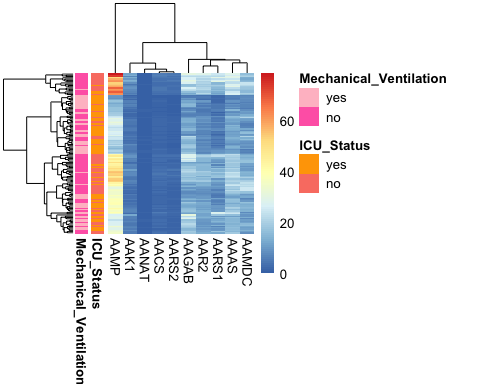 Mechanical_Ventilation
yes
no
ICU_Status
yes
no
60
40
20
0
Mechanical_Ventilation
ICU_Status
AAMP
AAK1
AANAT
AACS
AARS2
AAGAB
AAR2
AARS1
AAAS
AAMDC